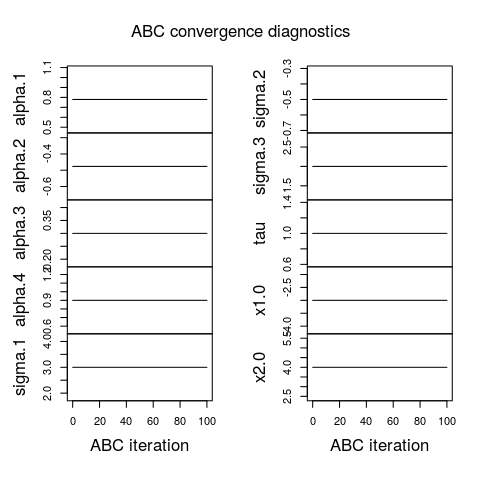 ABC convergence diagnostics
alpha.1
0.5 0.8 1.1
alpha.2
-0.6 -0.4
alpha.3
0.20 0.35
alpha.4
0.6 0.9 1.2
sigma.1
2.0 3.0 4.0
0 20 40 60 80 100
ABC iteration
sigma.2
-0.7 -0.5 -0.3
sigma.3
1.5 2.5
tau
0.6 1.0 1.4
x1.0
-4.0 -2.5
x2.0
2.5 4.0 5.5
0 20 40 60 80 100
ABC iteration